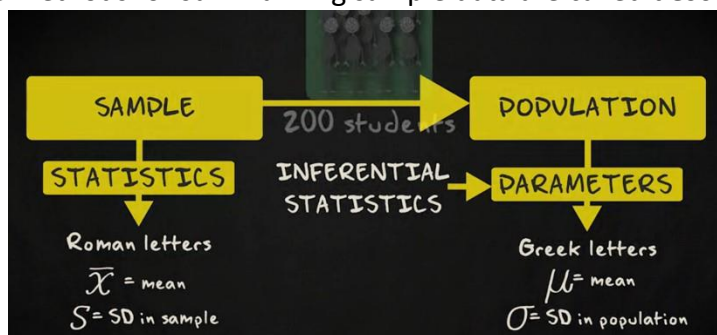 SAMPLE
POPULATION
200 students
STATISTICS
INFERENTIAL
STATISTICS
PARAMETERS
Roman letters
x̅ = mean
S = SD in sample
Greek letters
μ = mean
σ = SD in population